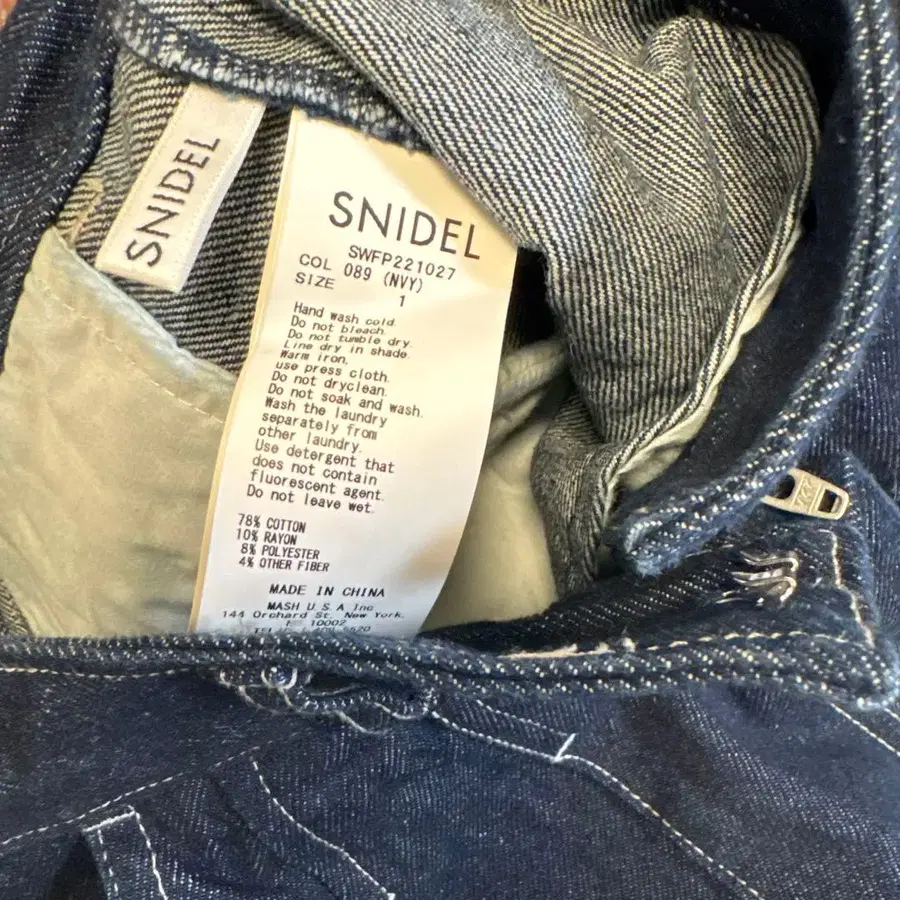 SNIDEL
SNIDEL
SWFP221027
COL 089 (NVY)
SIZE 1
Hand wash cold.
Do not bleach.
Do not tumble dry.
Line dry in shade.
Warm iron,
use press cloth.
Do not dryclean.
Do not soak and wash.
Wash the laundry
separately from
other laundry.
Use detergent that
does not contain
fluorescent agent.
Do not leave wet.
78% COTTON
10% RAYON
8% POLYESTER
4% OTHER FIBER
MADE IN CHINA
MASH U.S.A Inc
144 Orchard St. New York,
10002
YKK